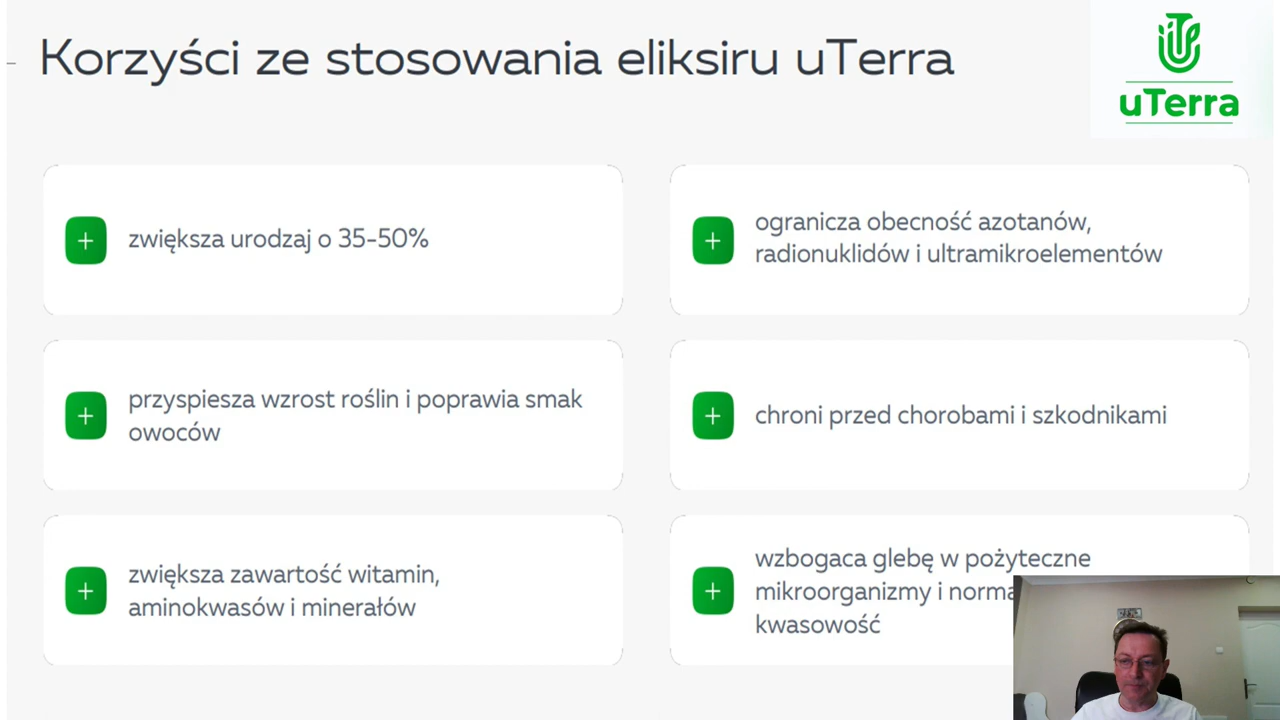 Korzyści ze stosowania eliksiru uTerra
uTerra
zwiększa urodzaj o 35-50%
ogranicza obecność azotanów,
radionuklidów i ultramikroelementów
przyspiesza wzrost roślin i poprawia smak
owoców
chroni przed chorobami i szkodnikami
zwiększa zawartość witamin,
aminokwasów i minerałów
wzbogaca glebę w pożyteczne
mikroorganizmy i
kwasowość